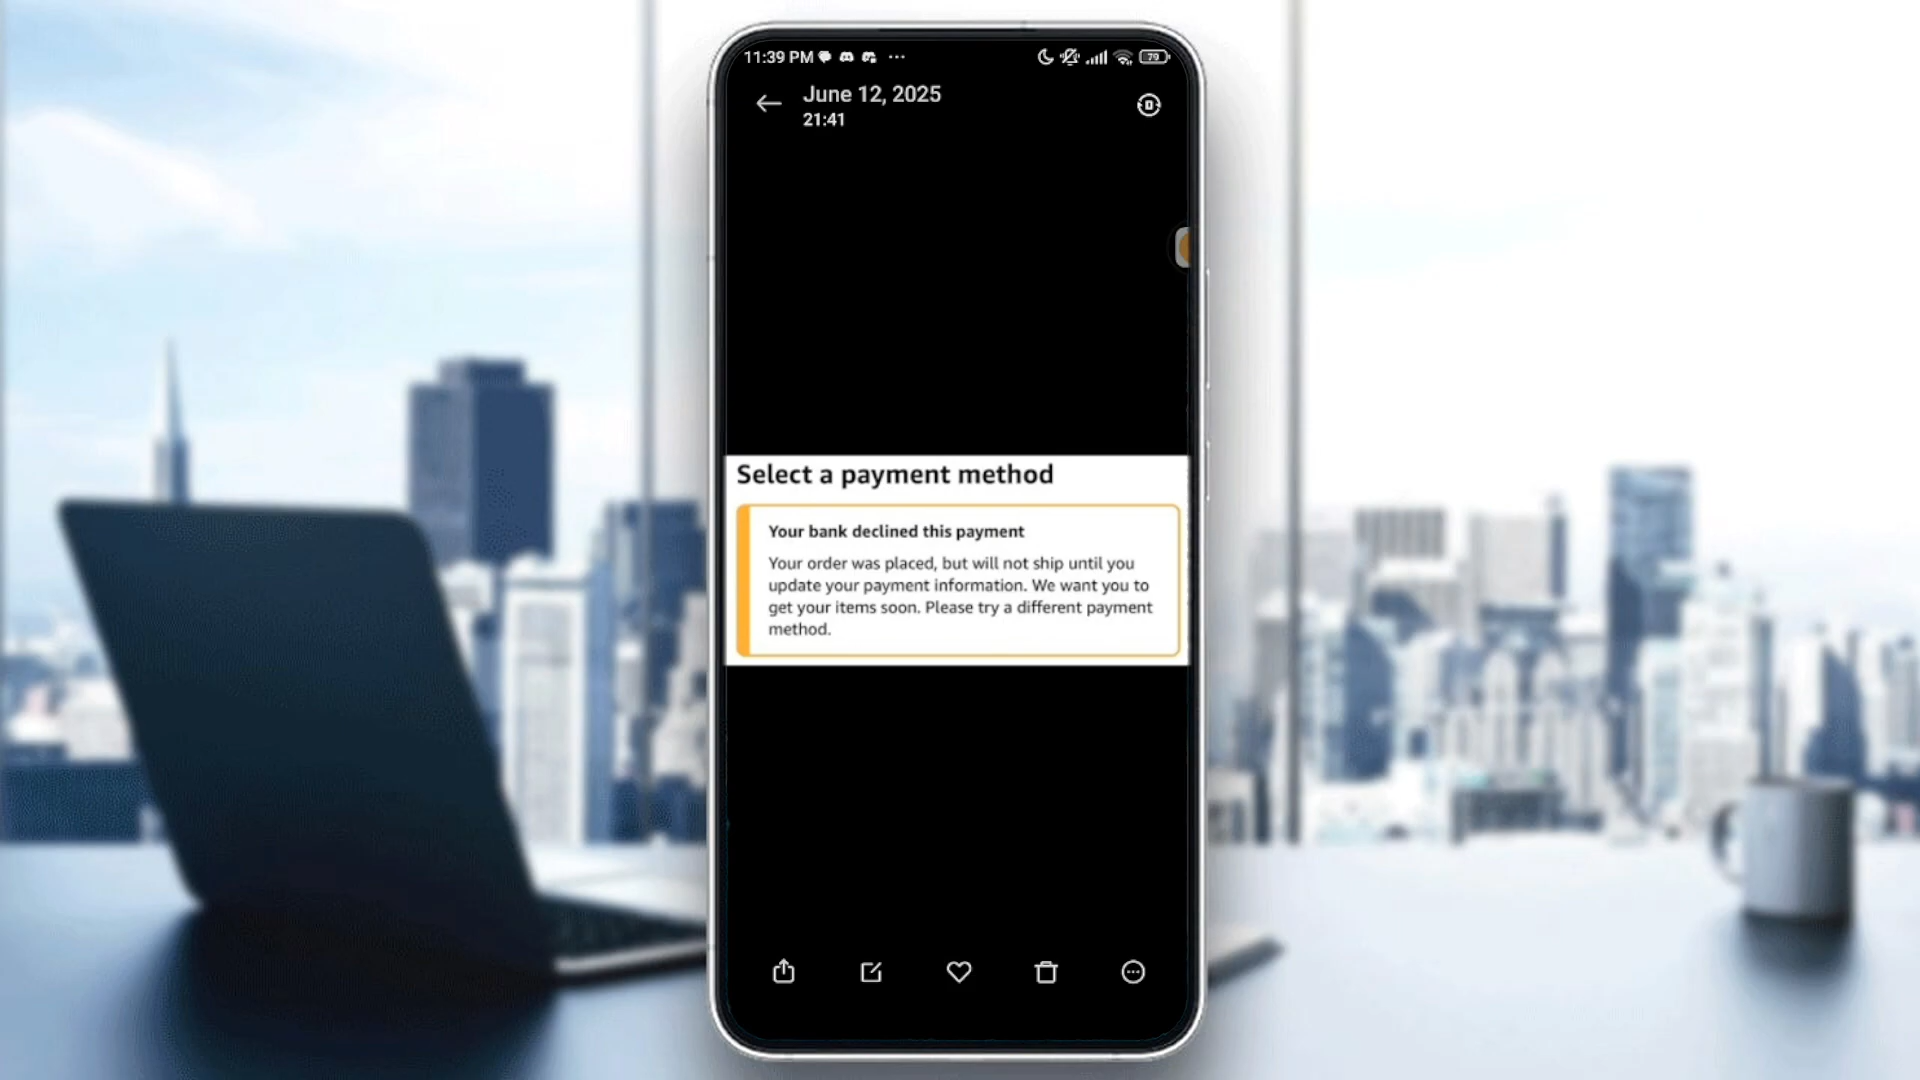 11:39 PM
79
June 12, 2025
21:41
Select a payment method
Your bank declined this payment
Your order was placed, but will not ship until you
update your payment information. We want you to
get your items soon. Please try a different payment
method.